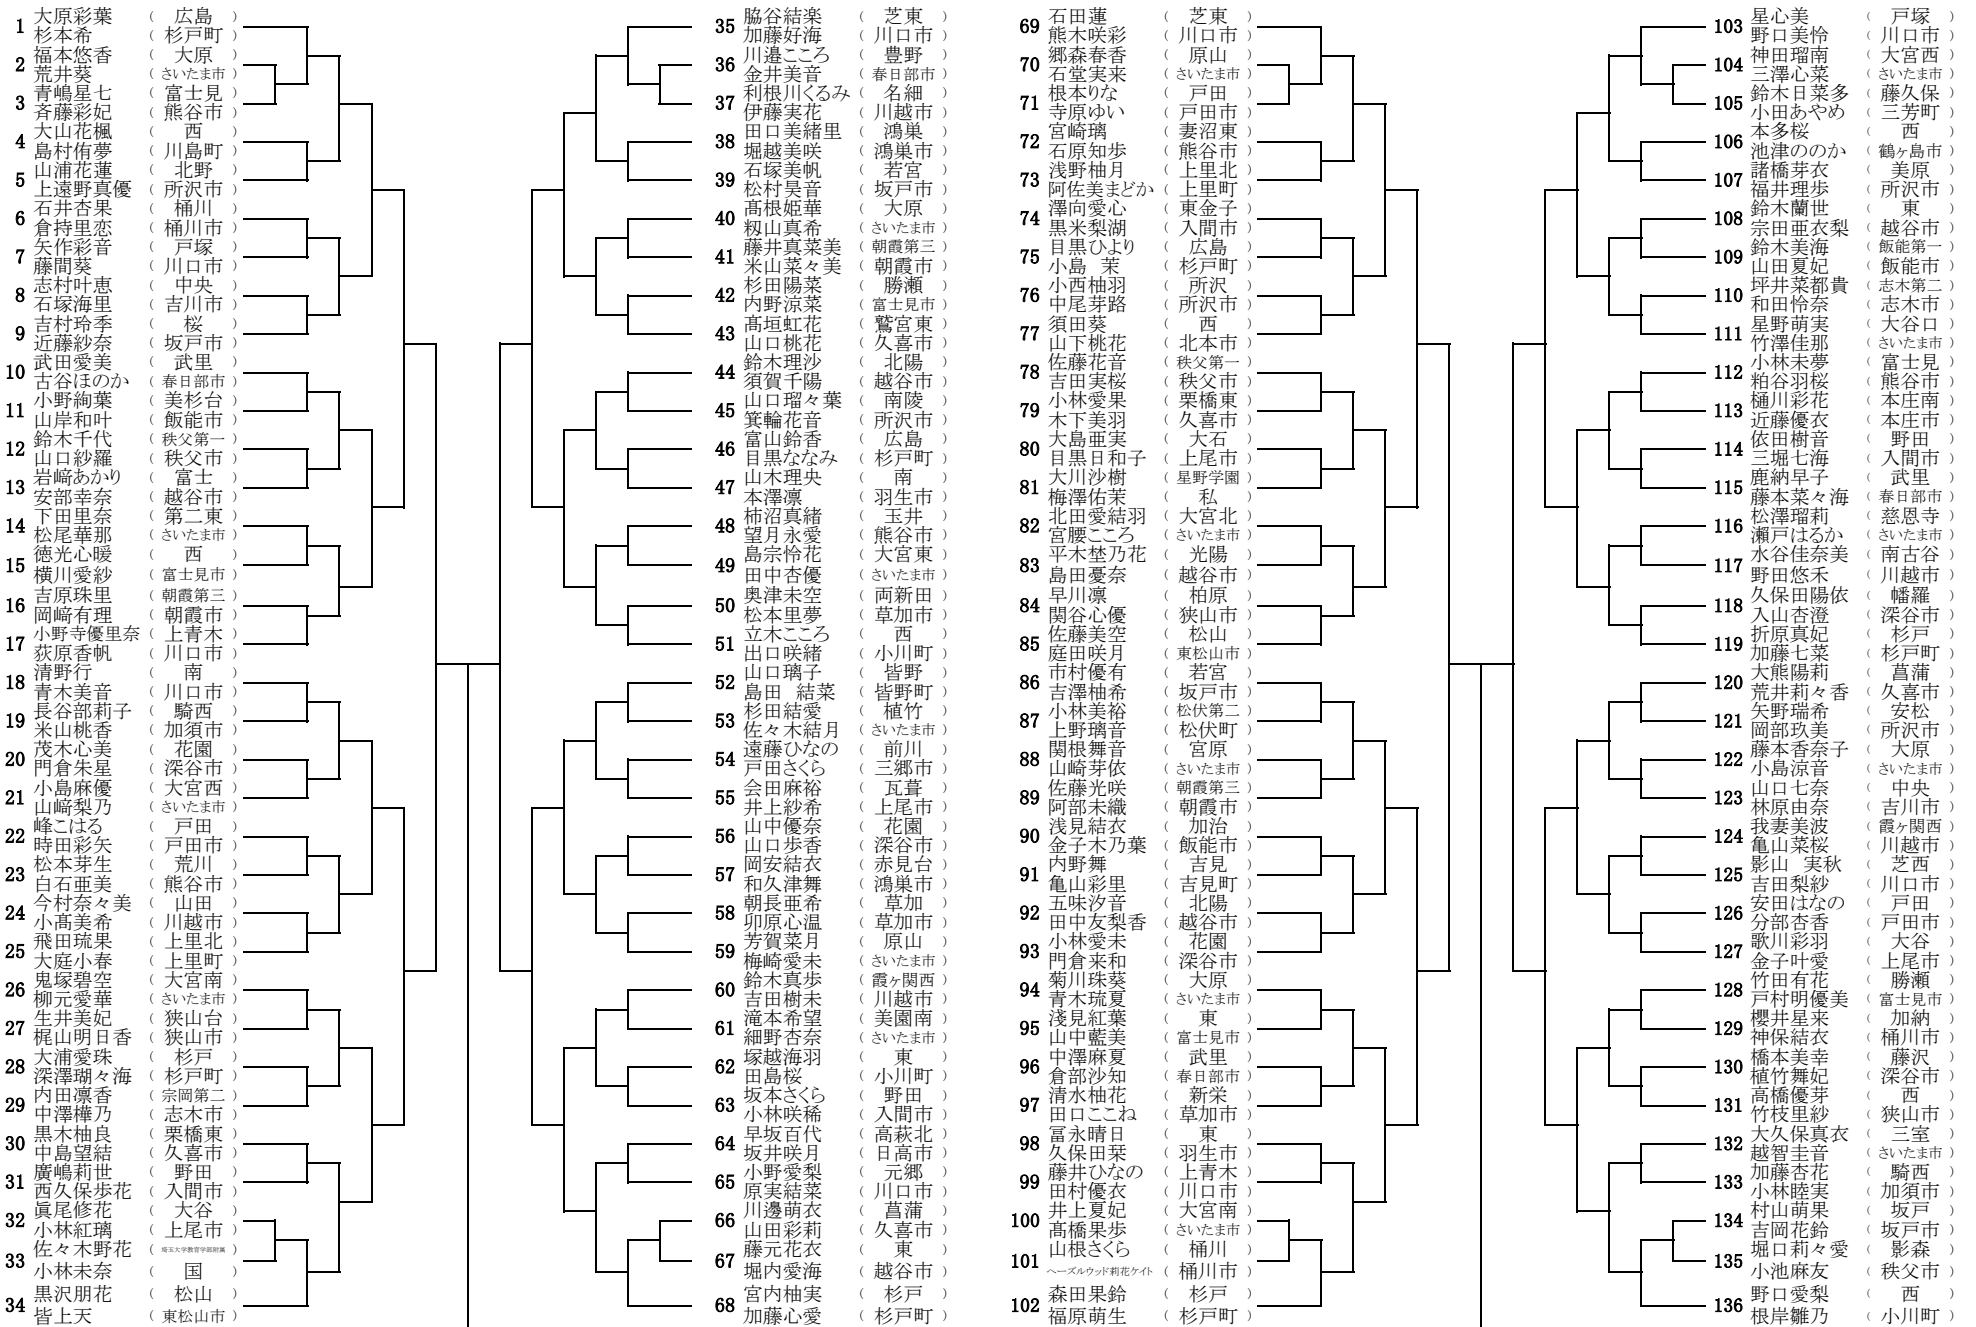 1 大原彩葉 （ 広島 ）
杉本希 （ 杉戸町 ）
2 福本悠香 （ 大原 ）
荒井葵 （ さいたま市 ）
3 青嶋星七 （ 富士見 ）
斉藤彩妃 （ 熊谷市 ）
4 大山花楓 （ 西 ）
島村侑夢 （ 川島町 ）
5 山浦花蓮 （ 北野 ）
上遠野真優 （ 所沢市 ）
6 石井杏果 （ 桶川 ）
倉持里恋 （ 桶川市 ）
7 矢作彩音 （ 戸塚 ）
藤間葵 （ 川口市 ）
8 志村叶恵 （ 中央 ）
石塚海里 （ 吉川市 ）
9 吉村玲季 （ 桜 ）
近藤紗奈 （ 坂戸市 ）
10 武田愛美 （ 武里 ）
古谷ほのか （ 春日部市 ）
11 小野絢葉 （ 美杉台 ）
山岸和叶 （ 飯能市 ）
12 鈴木千代 （ 秩父第一 ）
山口紗羅 （ 秩父市 ）
13 岩﨑あかり （ 富士 ）
安部幸奈 （ 越谷市 ）
14 下田里奈 （ 第二東 ）
松尾華那 （ さいたま市 ）
15 徳光心暖 （ 西 ）
横川愛紗 （ 富士見市 ）
16 吉原珠里 （ 朝霞第三 ）
岡﨑有理 （ 朝霞市 ）
17 小野寺優里奈 （ 上青木 ）
荻原香帆 （ 川口市 ）
18 清野行 （ 南 ）
青木美音 （ 川口市 ）
19 長谷部莉子 （ 騎西 ）
米山桃香 （ 加須市 ）
20 茂木心美 （ 花園 ）
門倉朱星 （ 深谷市 ）
21 小島麻優 （ 大宮西 ）
山﨑梨乃 （ さいたま市 ）
22 峰こはる （ 戸田 ）
時田彩矢 （ 戸田市 ）
23 松本芽生 （ 荒川 ）
白石亜美 （ 熊谷市 ）
24 今村奈々美 （ 山田 ）
小髙美希 （ 川越市 ）
25 飛田琉果 （ 上里北 ）
大庭小春 （ 上里町 ）
26 鬼塚碧空 （ 大宮南 ）
柳元愛華 （ さいたま市 ）
27 生井美妃 （ 狭山台 ）
梶山明日香 （ 狭山市 ）
28 大浦愛珠 （ 杉戸 ）
深澤瑚々海 （ 杉戸町 ）
29 内田凛香 （ 宗岡第二 ）
中澤樺乃 （ 志木市 ）
30 黒木柚良 （ 栗橋東 ）
中島望結 （ 久喜市 ）
31 廣嶋莉世 （ 野田 ）
西久保歩花 （ 入間市 ）
32 眞尾修花 （ 大谷 ）
小林紅璃 （ 上尾市 ）
33 佐々木野花 （ 埼玉大学教育学部附属
小林未奈 （ 国 ）
34 黒沢朋花 （ 松山 ）
皆上天 （ 東松山市 ）
35 脇谷結楽 （ 芝東 ）
加藤好海 （ 川口市 ）
36 川邉こころ （ 豊野 ）
金井美音 （ 春日部市 ）
37 利根川くるみ （ 名細 ）
伊藤実花 （ 川越市 ）
38 田口美緒里 （ 鴻巣 ）
堀越美咲 （ 鴻巣市 ）
39 石塚美帆 （ 若宮 ）
松村昊音 （ 坂戸市 ）
40 髙根姫華 （ 大原 ）
籾山真希 （ さいたま市 ）
41 藤井真菜美 （ 朝霞第三 ）
米山菜々美 （ 朝霞市 ）
42 杉田陽菜 （ 勝瀬 ）
内野涼菜 （ 富士見市 ）
43 髙垣虹花 （ 鷲宮東 ）
山口桃花 （ 久喜市 ）
44 鈴木理沙 （ 北陽 ）
須賀千陽 （ 越谷市 ）
45 山口瑠々葉 （ 南陵 ）
箕輪花音 （ 所沢市 ）
46 富山鈴香 （ 広島 ）
目黒ななみ （ 杉戸町 ）
47 山木理央 （ 南 ）
本澤凛 （ 羽生市 ）
48 柿沼真緒 （ 玉井 ）
望月永愛 （ 熊谷市 ）
49 島宗怜花 （ 大宮東 ）
田中杏優 （ さいたま市 ）
50 奥津未空 （ 両新田 ）
松本里夢 （ 草加市 ）
51 立木こころ （ 西 ）
出口咲緒 （ 小川町 ）
52 山口璃子 （ 皆野 ）
島田 結菜 （ 皆野町 ）
53 杉田結愛 （ 植竹 ）
佐々木結月 （ さいたま市 ）
54 遠藤ひなの （ 前川 ）
戸田さくら （ 三郷市 ）
55 会田麻裕 （ 瓦葺 ）
井上紗希 （ 上尾市 ）
56 山中優奈 （ 花園 ）
山口歩香 （ 深谷市 ）
57 岡安結衣 （ 赤見台 ）
和久津舞 （ 鴻巣市 ）
58 朝長亜希 （ 草加 ）
卯原心温 （ 草加市 ）
59 芳賀菜月 （ 原山 ）
梅崎愛未 （ さいたま市 ）
60 鈴木真歩 （ 霞ヶ関西 ）
吉田樹未 （ 川越市 ）
61 滝本希望 （ 美園南 ）
細野杏奈 （ さいたま市 ）
62 塚越海羽 （ 東 ）
田島桜 （ 小川町 ）
63 坂本さくら （ 野田 ）
小林咲稀 （ 入間市 ）
64 早坂百代 （ 高萩北 ）
坂井咲月 （ 日高市 ）
65 小野愛梨 （ 元郷 ）
原実結菜 （ 川口市 ）
66 川邊萌衣 （ 菖蒲 ）
山田彩莉 （ 久喜市 ）
67 藤元花衣 （ 東 ）
堀内愛海 （ 越谷市 ）
68 宮内柚実 （ 杉戸 ）
加藤心愛 （ 杉戸町 ）
69 石田蓮 （ 芝東 ）
熊木咲彩 （ 川口市 ）
70 郷森春香 （ 原山 ）
石堂実来 （ さいたま市 ）
71 根本りな （ 戸田 ）
寺原ゆい （ 戸田市 ）
72 宮崎璃 （ 妻沼東 ）
石原知歩 （ 熊谷市 ）
73 浅野柚月 （ 上里北 ）
阿佐美まどか （ 上里町 ）
74 澤向愛心 （ 東金子 ）
黒米梨湖 （ 入間市 ）
75 目黒ひより （ 広島 ）
小島 茉 （ 杉戸町 ）
76 小西柚羽 （ 所沢 ）
中尾芽路 （ 所沢市 ）
77 須田葵 （ 西 ）
山下桃花 （ 北本市 ）
78 佐藤花音 （ 秩父第一 ）
吉田実桜 （ 秩父市 ）
79 小林愛果 （ 栗橋東 ）
木下美羽 （ 久喜市 ）
80 大島亜実 （ 大石 ）
目黒日和子 （ 上尾市 ）
81 大川沙樹 （ 星野学園 ）
梅澤佑茉 （ 私 ）
82 北田愛結羽 （ 大宮北 ）
宮腰こころ （ さいたま市 ）
83 平木埜乃花 （ 光陽 ）
島田憂奈 （ 越谷市 ）
84 早川凛 （ 柏原 ）
関谷心優 （ 狭山市 ）
85 佐藤美空 （ 松山 ）
庭田咲月 （ 東松山市 ）
86 市村優有 （ 若宮 ）
吉澤柚希 （ 坂戸市 ）
87 小林美裕 （ 松伏第二 ）
上野璃音 （ 松伏町 ）
88 関根舞音 （ 宮原 ）
山崎芽依 （ さいたま市 ）
89 佐藤光咲 （ 朝霞第三 ）
阿部未織 （ 朝霞市 ）
90 浅見結衣 （ 加治 ）
金子木乃葉 （ 飯能市 ）
91 内野舞 （ 吉見 ）
亀山彩里 （ 吉見町 ）
92 五味汐音 （ 北陽 ）
田中友梨香 （ 越谷市 ）
93 小林愛未 （ 花園 ）
門倉来和 （ 深谷市 ）
94 菊川珠葵 （ 大原 ）
青木琉夏 （ さいたま市 ）
95 淺見紅葉 （ 東 ）
山中藍美 （ 富士見市 ）
96 中澤麻夏 （ 武里 ）
倉部沙知 （ 春日部市 ）
97 清水柚花 （ 新栄 ）
田口ここね （ 草加市 ）
98 冨永晴日 （ 東 ）
久保田栞 （ 羽生市 ）
99 藤井ひなの （ 上青木 ）
田村優衣 （ 川口市 ）
100 井上夏妃 （ 大宮南 ）
髙橋果歩 （ さいたま市 ）
101 山根さくら （ 桶川 ）
ヘーズルウッド莉花ケイト （ 桶川市 ）
102 森田果鈴 （ 杉戸 ）
福原萌生 （ 杉戸町 ）
103 星心美 （ 戸塚 ）
野口美怜 （ 川口市 ）
104 神田瑠南 （ 大宮西 ）
三澤心菜 （ さいたま市 ）
105 鈴木日菜多 （ 藤久保 ）
小田あやめ （ 三芳町 ）
106 本多桜 （ 西 ）
池津ののか （ 鶴ヶ島市 ）
107 諸橋芽衣 （ 美原 ）
福井理歩 （ 所沢市 ）
108 鈴木蘭世 （ 東 ）
宗田亜衣梨 （ 越谷市 ）
109 鈴木美海 （ 飯能第一 ）
山田夏妃 （ 飯能市 ）
110 坪井菜都貴 （ 志木第二 ）
和田怜奈 （ 志木市 ）
111 星野萌実 （ 大谷口 ）
竹澤佳那 （ さいたま市 ）
112 小林未夢 （ 富士見 ）
粕谷羽桜 （ 熊谷市 ）
113 樋川彩花 （ 本庄南 ）
近藤優衣 （ 本庄市 ）
114 依田樹音 （ 野田 ）
三堀七海 （ 入間市 ）
115 鹿納早子 （ 武里 ）
藤本菜々海 （ 春日部市 ）
116 松澤瑠莉 （ 慈恩寺 ）
瀬戸はるか （ さいたま市 ）
117 水谷佳奈美 （ 南古谷 ）
野田悠禾 （ 川越市 ）
118 久保田陽依 （ 幡羅 ）
入山杏澄 （ 深谷市 ）
119 折原真妃 （ 杉戸 ）
加藤七菜 （ 杉戸町 ）
120 大熊陽莉 （ 菖蒲 ）
荒井莉々香 （ 久喜市 ）
121 矢野瑞希 （ 安松 ）
岡部玖美 （ 所沢市 ）
122 藤本香奈子 （ 大原 ）
小島涼音 （ さいたま市 ）
123 山口七奈 （ 中央 ）
林原由奈 （ 吉川市 ）
124 我妻美波 （ 霞ヶ関西 ）
亀山菜桜 （ 川越市 ）
125 影山 実秋 （ 芝西 ）
吉田梨紗 （ 川口市 ）
126 安田はなの （ 戸田 ）
分部杏香 （ 戸田市 ）
127 歌川彩羽 （ 大谷 ）
金子叶愛 （ 上尾市 ）
128 竹田有花 （ 勝瀬 ）
戸村明優美 （ 富士見市 ）
129 櫻井星来 （ 加納 ）
神保結衣 （ 桶川市 ）
130 橋本美幸 （ 藤沢 ）
植竹舞妃 （ 深谷市 ）
131 高橋優芽 （ 西 ）
竹枝里紗 （ 狭山市 ）
132 大久保真衣 （ 三室 ）
越智圭音 （ さいたま市 ）
133 加藤杏花 （ 騎西 ）
小林睦実 （ 加須市 ）
134 村山萌果 （ 坂戸 ）
吉岡花鈴 （ 坂戸市 ）
135 堀口莉々愛 （ 影森 ）
小池麻友 （ 秩父市 ）
136 野口愛梨 （ 西 ）
根岸雛乃 （ 小川町 ）